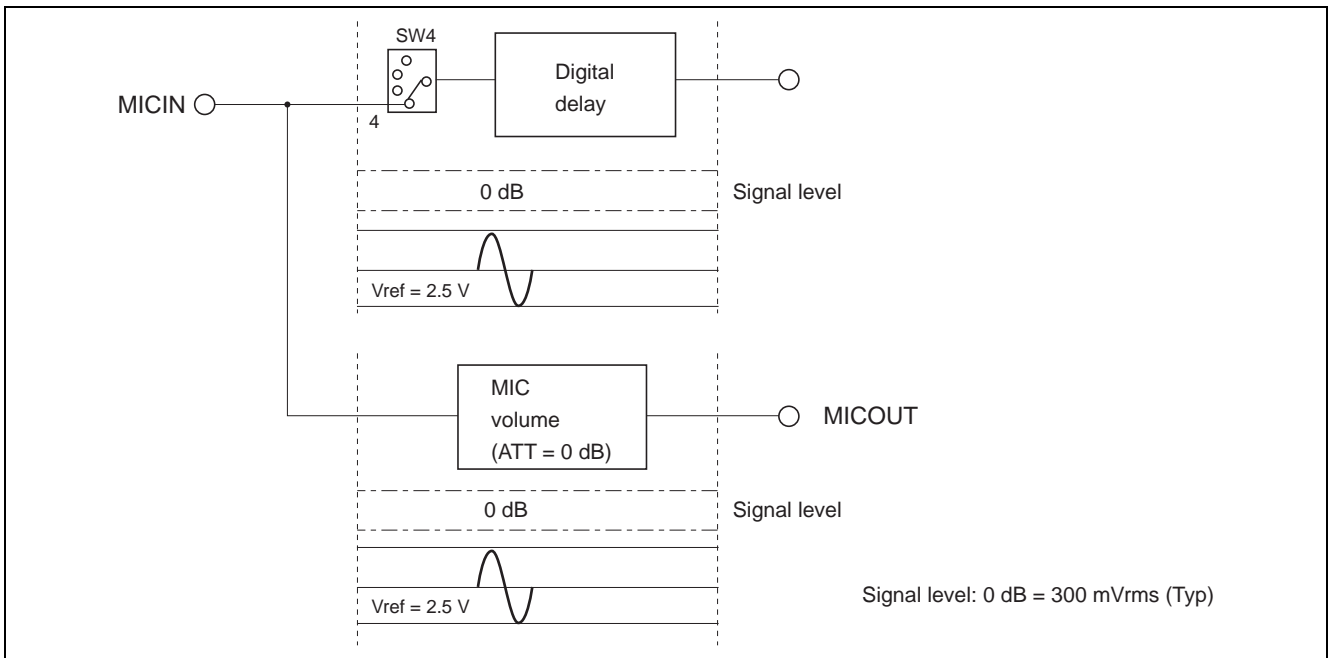 SW4
Digital
delay
MICIN
4
0 dB
Signal level
Vref = 2.5 V
MIC
volume
(ATT = 0 dB)
MICOUT
0 dB
Signal level
Vref = 2.5 V
Signal level: 0 dB = 300 mVrms (Typ)